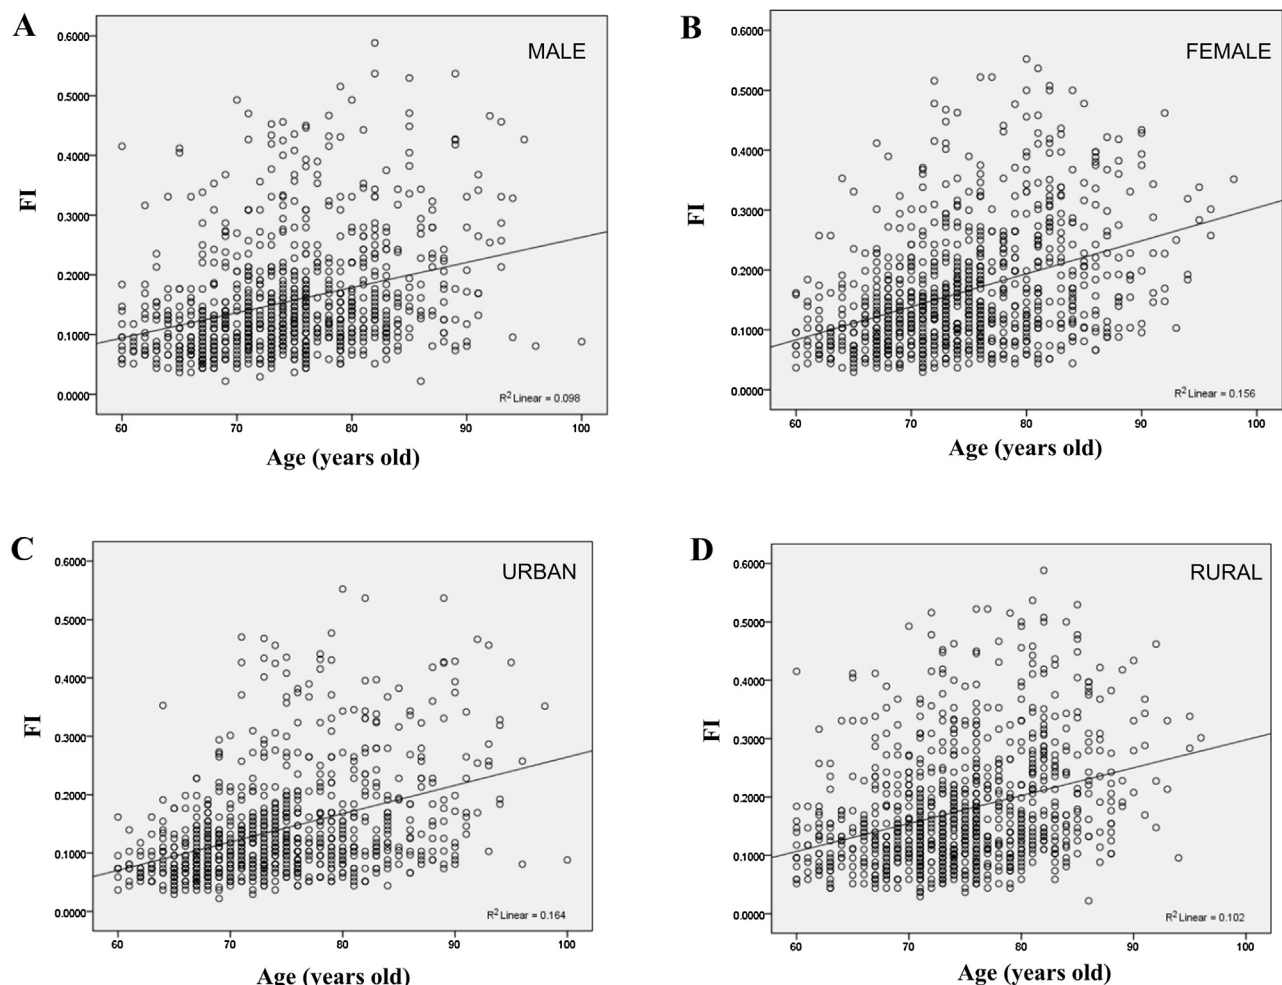 A
MALE
FI
0.6000
0.5000
0.4000
0.3000
0.2000
0.1000
0.0000
R2 Linear = 0.098
60 70 80 90 100
Age (years old)
B
FEMALE
FI
0.6000
0.5000
0.4000
0.3000
0.2000
0.1000
0.0000
R2 Linear = 0.156
60 70 80 90 100
Age (years old)
C
URBAN
FI
0.6000
0.5000
0.4000
0.3000
0.2000
0.1000
0.0000
R2 Linear = 0.164
60 70 80 90 100
Age (years old)
D
RURAL
FI
0.6000
0.5000
0.4000
0.3000
0.2000
0.1000
0.0000
R2 Linear = 0.102
60 70 80 90 100
Age (years old)